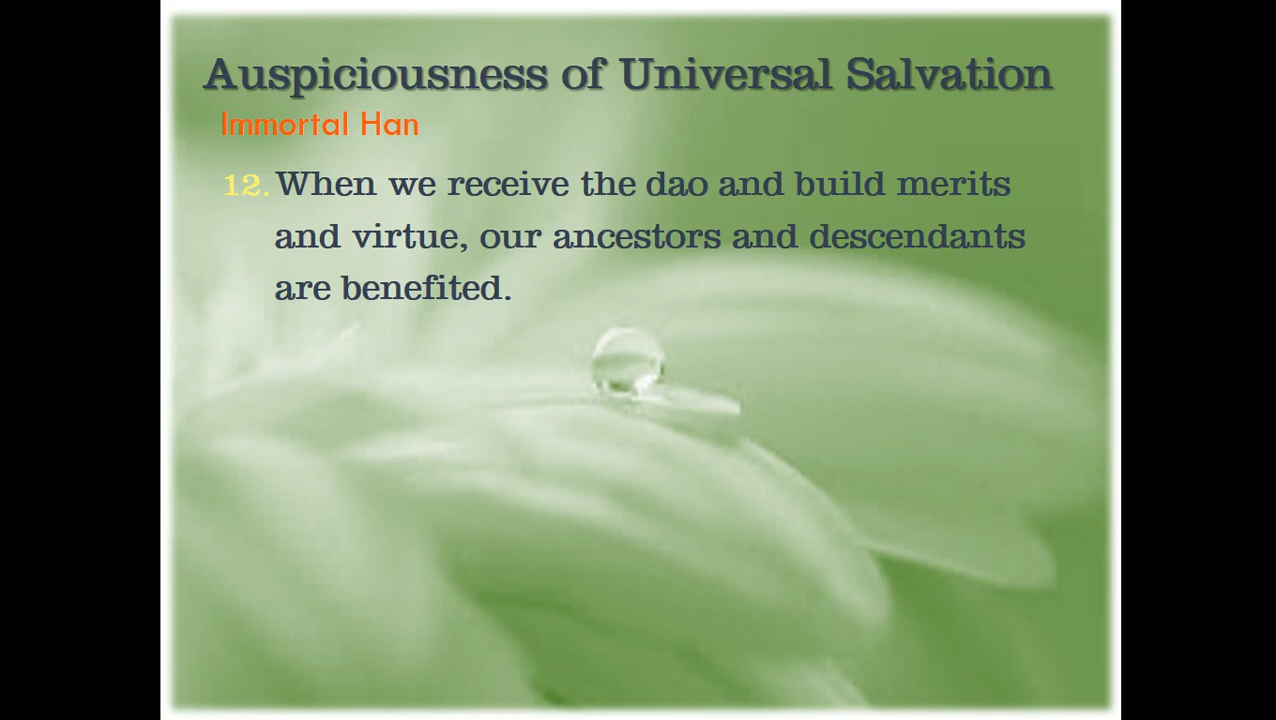 Auspiciousness of Universal Salvation
Immortal Han
12. When we receive the dao and build merits
and virtue, our ancestors and descendants
are benefited.